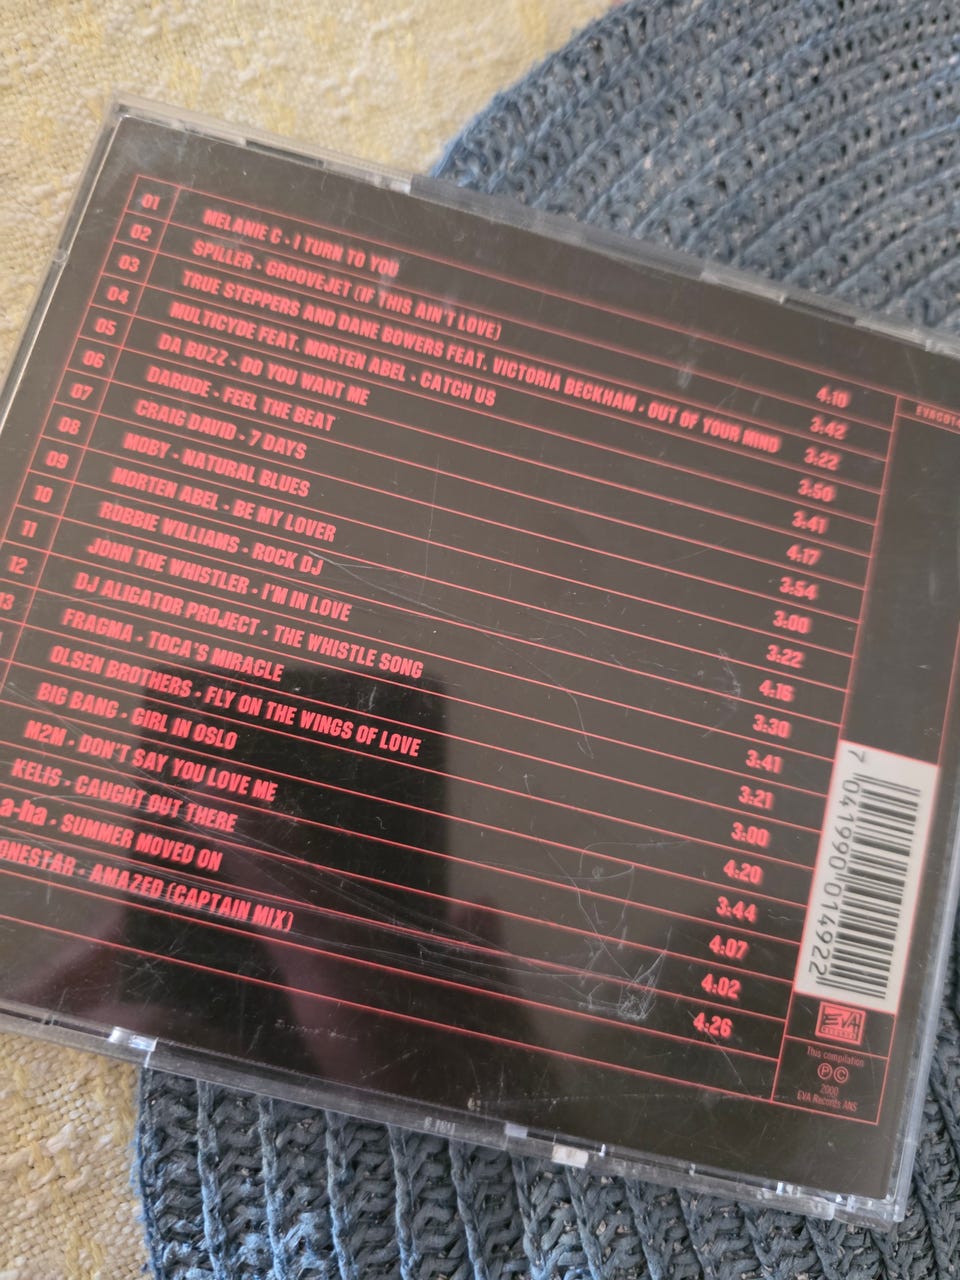 01 MELANIE C - I TURN TO YOU 4:10
02 SPILLER - GROOVEJET (IF THIS AIN'T LOVE) 3:42
03 TRUE STEPPERS AND DANE BOWERS FEAT. VICTORIA BECKHAM - OUT OF YOUR MIND 3:22
04 MULTICYDE FEAT. MORTEN ABEL - CATCH US 3:50
05 DA BUZZ - DO YOU WANT ME 3:41
06 DARUDE - FEEL THE BEAT 4:17
07 CRAIG DAVID - 7 DAYS 3:54
08 MOBY - NATURAL BLUES 3:00
09 MORTEN ABEL - BE MY LOVER 3:22
10 ROBBIE WILLIAMS - ROCK DJ 4:16
11 JOHN THE WHISTLER - I'M IN LOVE 3:30
12 DJ ALIGATOR PROJECT - THE WHISTLE SONG 3:41
13 FRAGMA - TOCA'S MIRACLE 3:21
OLSEN BROTHERS - FLY ON THE WINGS OF LOVE 3:00
BIG BANG - GIRL IN OSLO 4:20
M2M - DON'T SAY YOU LOVE ME 3:44
KELIS - CAUGHT OUT THERE 4:07
a-ha - SUMMER MOVED ON 4:02
ONESTAR - AMAZED (CAPTAIN MIX) 4:26
7 041990 014922
EVA
This compilation
Ⓟ©
2000
EVA Records ANS